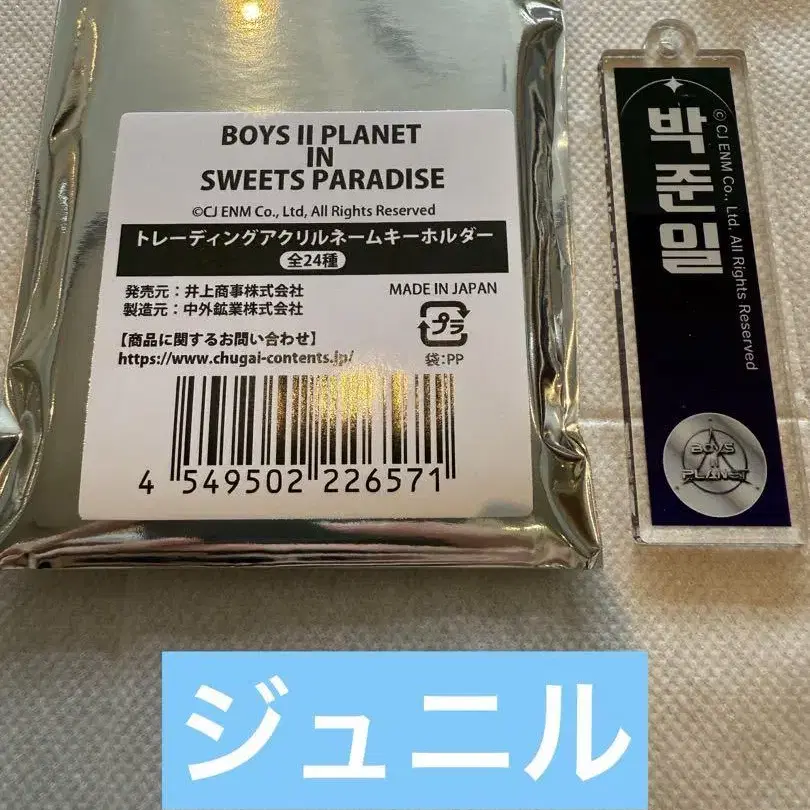 BOYS II PLANET
IN
SWEETS PARADISE
©CJ ENM Co., Ltd, All Rights Reserved
トレーディングアクリルネームキーホルダー
全24種
発売元：井上商事株式会社
製造元：中外鉱業株式会社
MADE IN JAPAN
【商品に関するお問い合わせ】
https://www.chugai-contents.jp/
プラ
袋:PP
4 549502 226571
박준일
©CJ ENM Co., Ltd. All Rights Reserved
BOYS
II
PLANET
ジュニル